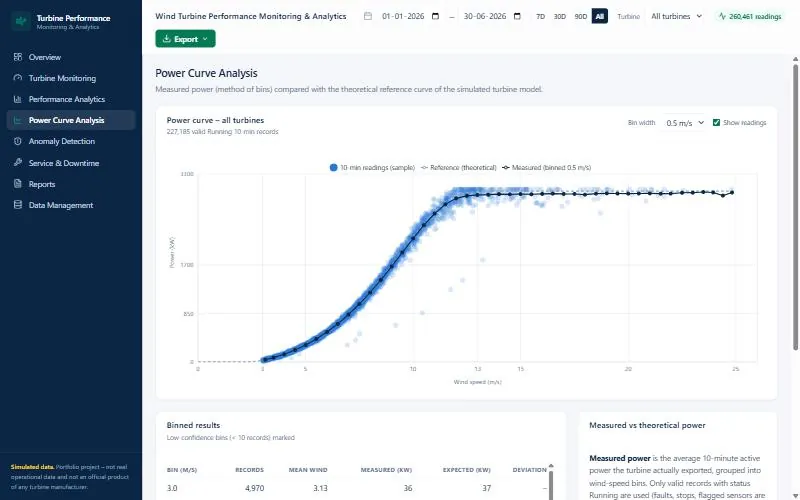 Turbine Performance
Monitoring & Analytics
Overview
Turbine Monitoring
Performance Analytics
Power Curve Analysis
Anomaly Detection
Service & Downtime
Reports
Data Management
Simulated data. Portfolio project – not real
operational data and not an official product
of any turbine manufacturer.
Wind Turbine Performance Monitoring & Analytics
01-01-2026 – 30-06-2026
7D 30D 90D All
Turbine All turbines
260,461 readings
Export
Power Curve Analysis
Measured power (method of bins) compared with the theoretical reference curve of the simulated turbine model.
Power curve – all turbines
227,185 valid Running 10-min records
Bin width 0.5 m/s Show readings
10-min readings (sample) Reference (theoretical) Measured (binned 0.5 m/s)
3300
1700
850
0
Power (kW)
0 3 5 10 13 15 20 25
Wind speed (m/s)
Binned results
Low confidence bins (< 10 records) marked
BIN (M/S) RECORDS MEAN WIND MEASURED (KW) EXPECTED (KW) DEVIATION
3.0 4,970 3.13 36 37 –
Measured vs theoretical power
Measured power is the average 10-minute active
power the turbine actually exported, grouped into
wind-speed bins. Only valid records with status
Running are used (faults, stops, flagged sensors are